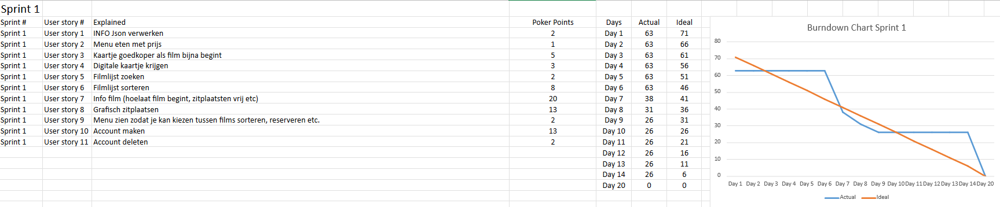 Sprint 1
Sprint # User story # Explained Poker Points Days Actual Ideal
Sprint 1 User story 1 INFO Json verwerken 2 Day 1 63 71
Sprint 1 User story 2 Menu eten met prijs 1 Day 2 63 66
Sprint 1 User story 3 Kaartje goedkoper als film bijna begint 5 Day 3 63 61
Sprint 1 User story 4 Digitale kaartje krijgen 3 Day 4 63 56
Sprint 1 User story 5 Filmlijst zoeken 2 Day 5 63 51
Sprint 1 User story 6 Filmlijst sorteren 8 Day 6 63 46
Sprint 1 User story 7 Info film (hoelaat film begint, zitplaatsten vrij etc) 20 Day 7 38 41
Sprint 1 User story 8 Grafisch zitplaatsen 13 Day 8 31 36
Sprint 1 User story 9 Menu zien zodat je kan kiezen tussen films sorteren, reserveren etc. 2 Day 9 26 31
Sprint 1 User story 10 Account maken 13 Day 10 26 26
Sprint 1 User story 11 Account deleten 2 Day 11 26 21
Day 12 26 16
Day 13 26 11
Day 14 26 6
Day 20 0 0
Burndown Chart Sprint 1
80
70
60
50
40
30
20
10
0
Day 1 Day 2 Day 3 Day 4 Day 5 Day 6 Day 7 Day 8 Day 9 Day 10 Day 11 Day 12 Day 13 Day 14 Day 20
Actual Ideal